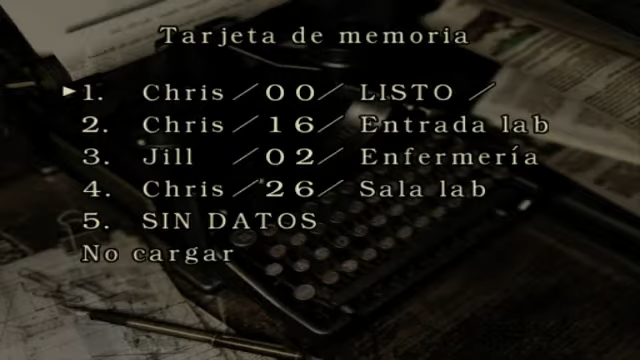 Tarjeta de memoria
►1. Chris／00／ LISTO ／
2. Chris／16／ Entrada lab
3. Jill ／02／ Enfermería
4. Chris／26／ Sala lab
5. SIN DATOS
No cargar